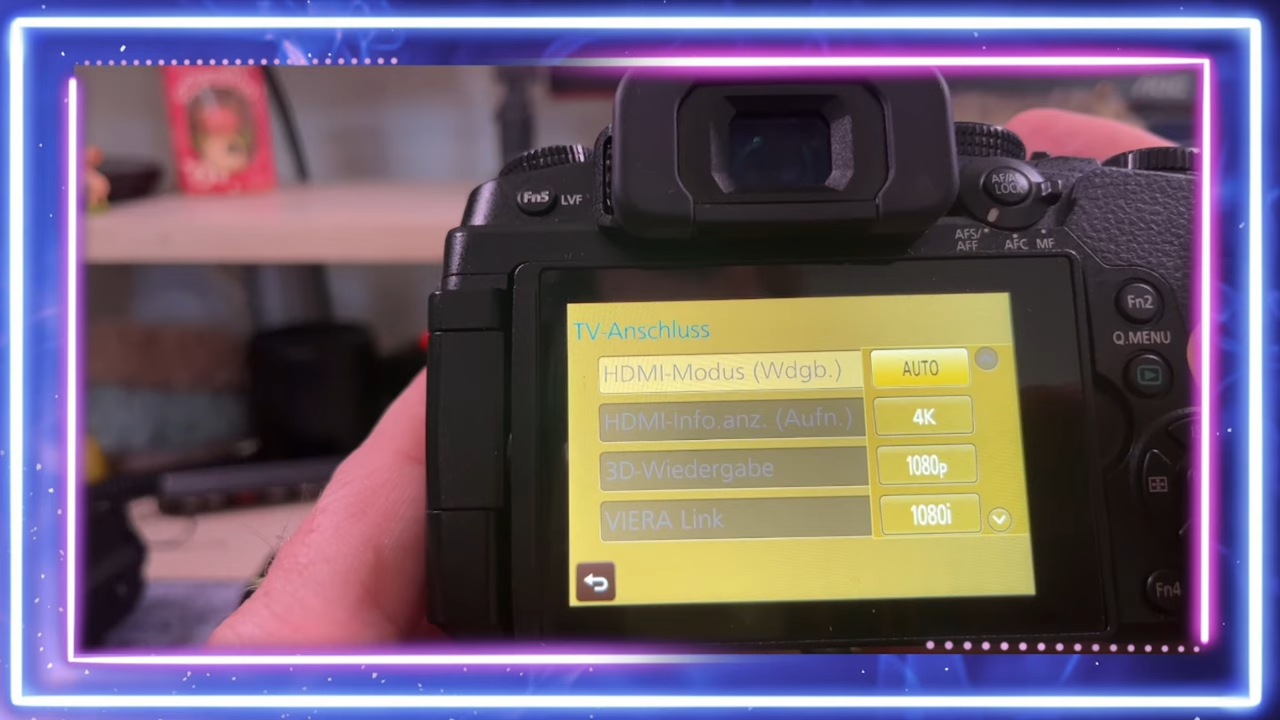 Fn5 LVF
AF/AE
LOCK
AFS/
AFF
AFC MF
Fn2
Q.MENU
TV-Anschluss
HDMI-Modus (Wdgb.)
AUTO
HDMI-Info.anz. (Aufn.)
4K
3D-Wiedergabe
1080p
VIERA Link
1080i
Fn4